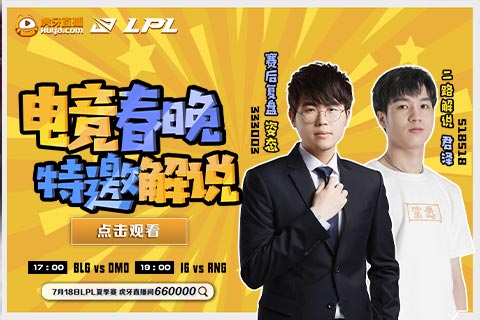 虎牙直播
Huya.com
LPL
电竞春晚
特邀解说
点击观看
17:00 BLG vs OMG 19:00 IG vs RNG
7月18日LPL夏季赛 虎牙直播间660000
赛后复盘 姿态
333003
二路解说 君泽
518518